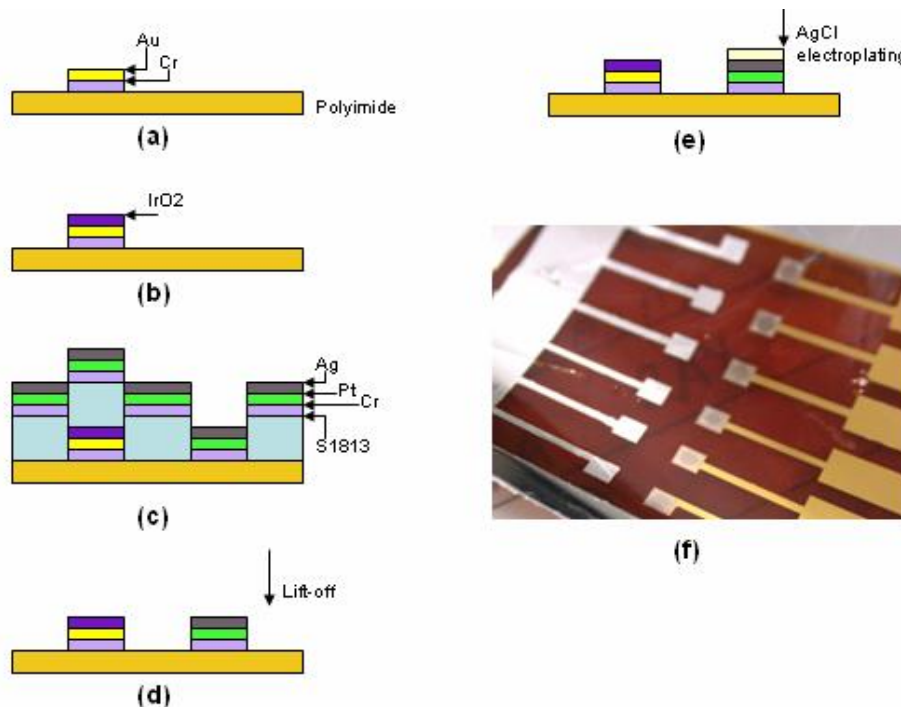 Au
Cr
Polyimide
(a)
IrO2
(b)
Ag
Pt
Cr
S1813
(c)
Lift-off
(d)
AgCl
electroplating
(e)
(f)